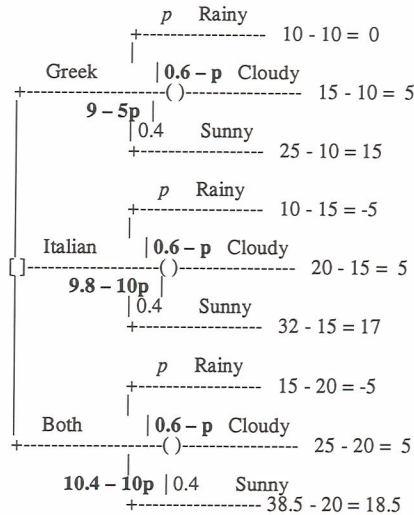 p Rainy
+------------------- 10 - 10 = 0
|
Greek |0.6 – p Cloudy
+---------------------( )---------------- 15 - 10 = 5
9 – 5p |
|0.4 Sunny
+------------------- 25 - 10 = 15
p Rainy
+------------------- 10 - 15 = -5
|
Italian |0.6 – p Cloudy
[ ]-------------------( )---------------- 20 - 15 = 5
9.8 – 10p |
|0.4 Sunny
+------------------- 32 - 15 = 17
p Rainy
+------------------- 15 - 20 = -5
|
Both |0.6 – p Cloudy
+---------------------( )---------------- 25 - 20 = 5
|
10.4 – 10p |0.4 Sunny
+------------------- 38.5 - 20 = 18.5